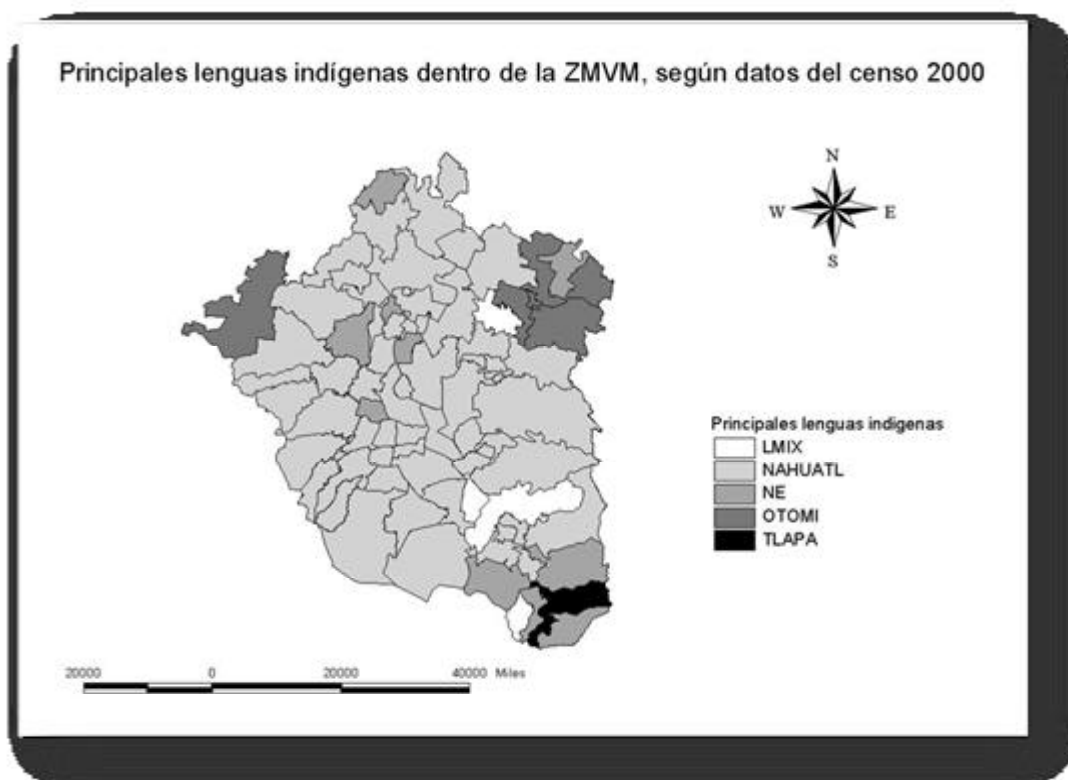 Principales lenguas indígenas dentro de la ZMVM, según datos del censo 2000
N
W E
S
Principales lenguas indigenas
LMIX
NAHUATL
NE
OTOMI
TLAPA
20000 0 20000 40000 Miles